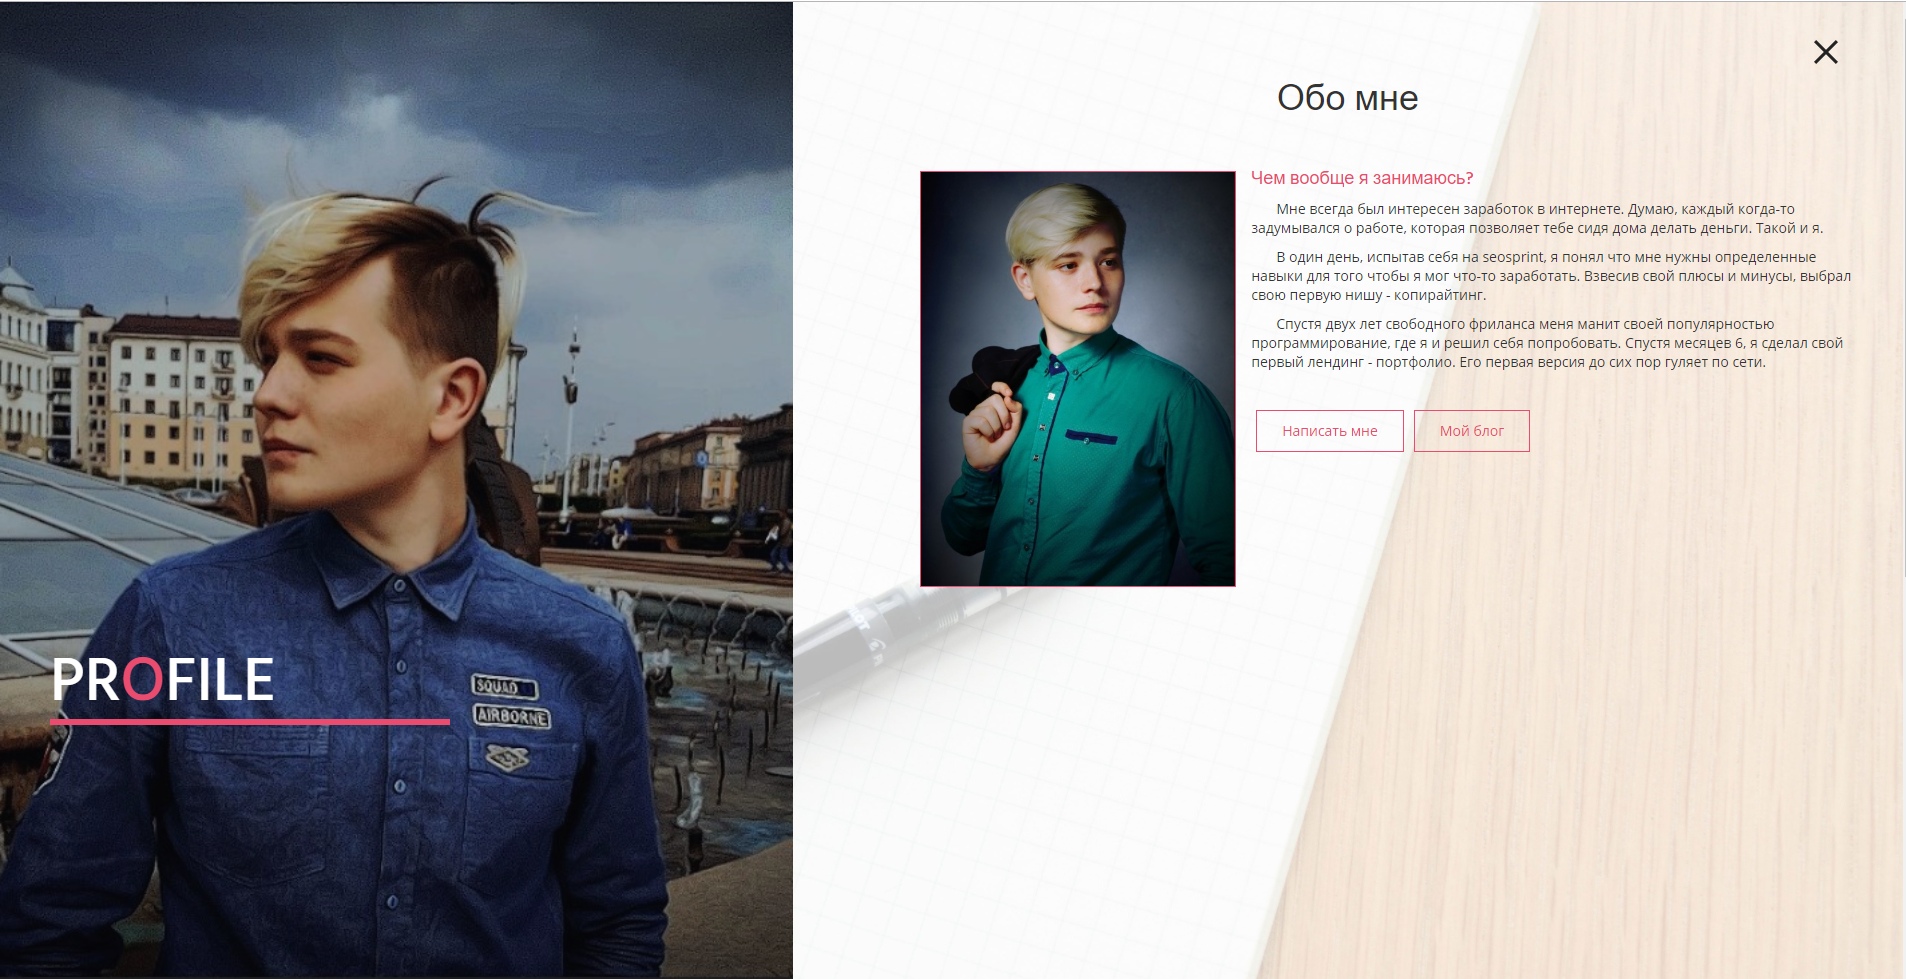 PROFILE
SQUAD
AIRBORNE
Обо мне
Чем вообще я занимаюсь?
Мне всегда был интересен заработок в интернете. Думаю, каждый когда-то
задумывался о работе, которая позволяет тебе сидя дома делать деньги. Такой и я.
В один день, испытав себя на seosprint, я понял что мне нужны определенные
навыки для того чтобы я мог что-то заработать. Взвесив свой плюсы и минусы, выбрал
свою первую нишу - копирайтинг.
Спустя двух лет свободного фриланса меня манит своей популярностью
программирование, где я и решил себя попробовать. Спустя месяцев 6, я сделал свой
первый лендинг - портфолио. Его первая версия до сих пор гуляет по сети.
Написать мне
Мой блог